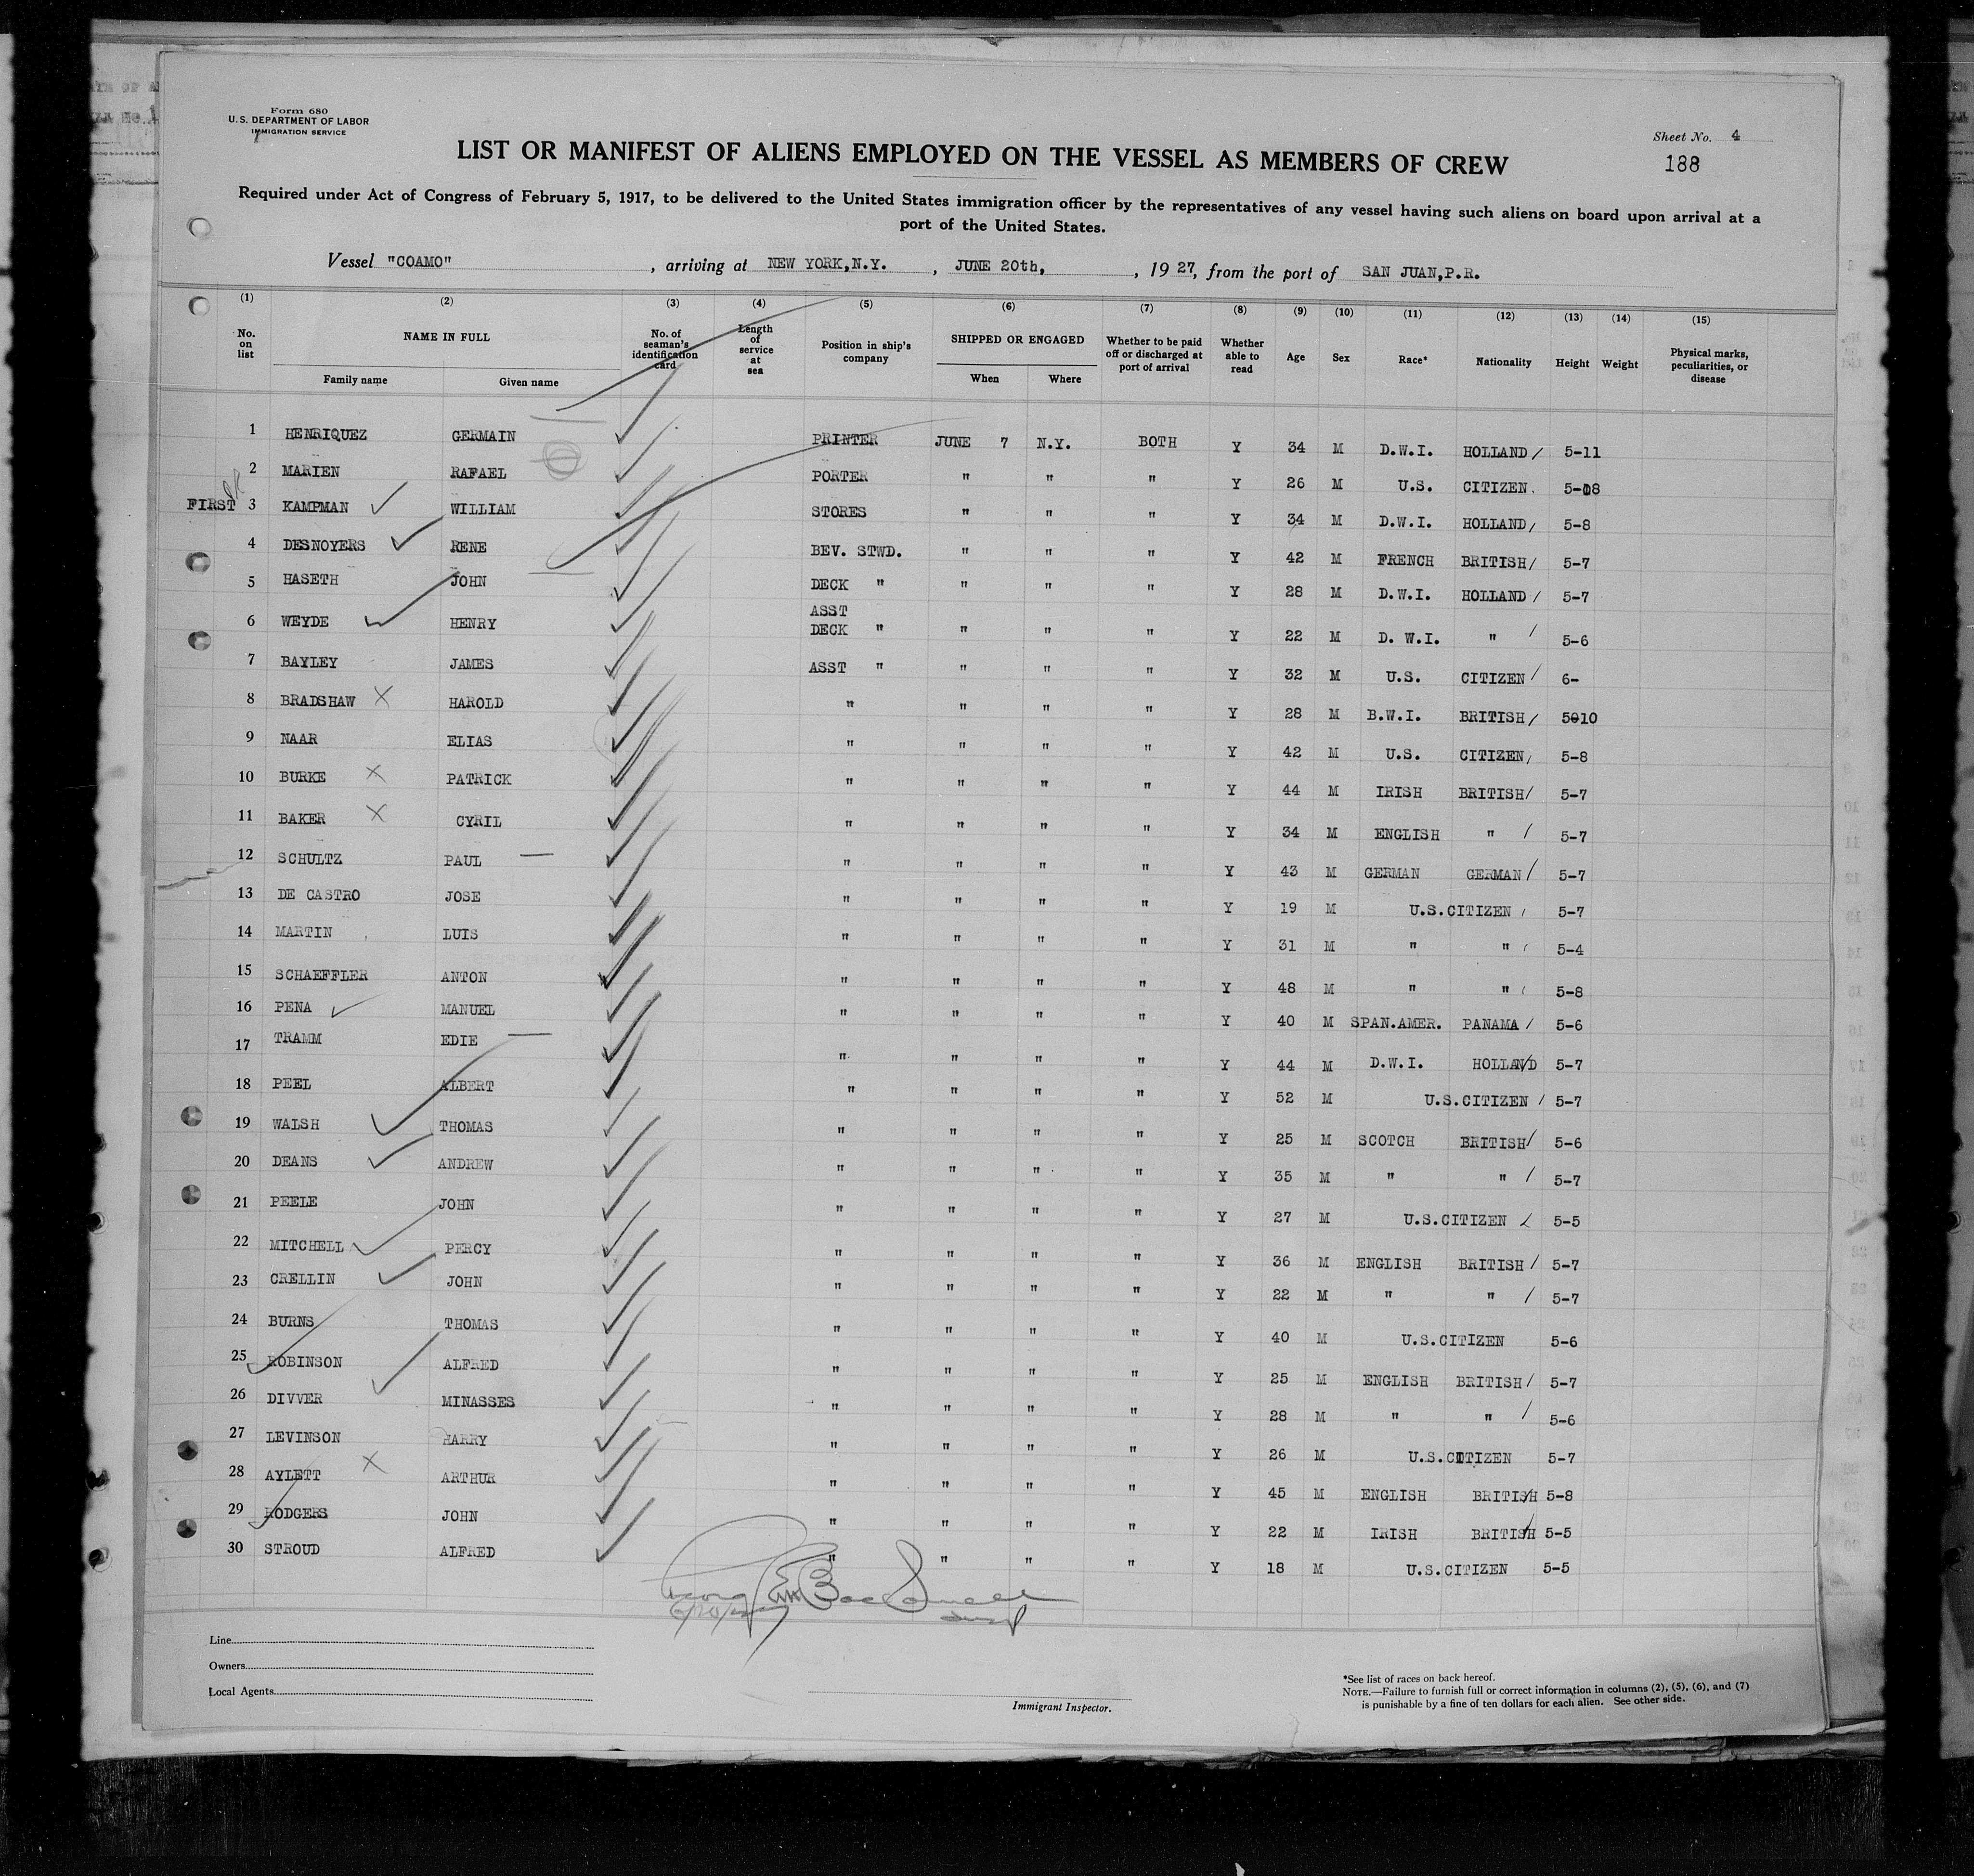 Form 680
U.S. DEPARTMENT OF LABOR
IMMIGRATION SERVICE
Sheet No. 4
188
LIST OR MANIFEST OF ALIENS EMPLOYED ON THE VESSEL AS MEMBERS OF CREW
Required under Act of Congress of February 5, 1917, to be delivered to the United States immigration officer by the representatives of any vessel having such aliens on board upon arrival at a
port of the United States.
Vessel "COAMO", arriving at NEW YORK,N.Y., JUNE 20th, , 1927, from the port of SAN JUAN,P.R.
(1) (2) (3) (4) (5) (6) (7) (8) (9) (10) (11) (12) (13) (14) (15)
No. on list NAME IN FULL Family name Given name No. of seaman's identification card Length of service at sea Position in ship's company SHIPPED OR ENGAGED When Where Whether to be paid off or discharged at port of arrival Whether able to read Age Sex Race* Nationality Height Weight Physical marks, peculiarities, or disease
1 HENRIQUEZ GERMAIN PRINTER JUNE 7 N.Y. BOTH Y 34 M D.W.I. HOLLAND 5-11
2 MARIEN RAFAEL PORTER " " " Y 26 M U.S. CITIZEN 5-8
FIRST 3 KAMPMAN WILLIAM STORES " " " Y 34 M D.W.I. HOLLAND 5-8
4 DESNOYERS RENE BEV. STWD. " " " Y 42 M FRENCH BRITISH 5-7
5 HASETH JOHN DECK " " " " Y 28 M D.W.I. HOLLAND 5-7
6 WEYDE HENRY ASST DECK " " " " Y 22 M D. W.I. " 5-6
7 BAYLEY JAMES ASST " " " " Y 32 M U.S. CITIZEN 6-
8 BRADSHAW HAROLD " " " " Y 28 M B.W.I. BRITISH 5-10
9 NAAR ELIAS " " " " Y 42 M U.S. CITIZEN 5-8
10 BURKE PATRICK " " " " Y 44 M IRISH BRITISH 5-7
11 BAKER CYRIL " " " " Y 34 M ENGLISH " 5-7
12 SCHULTZ PAUL " " " " Y 43 M GERMAN GERMAN 5-7
13 DE CASTRO JOSE " " " " Y 19 M U.S.CITIZEN 5-7
14 MARTIN LUIS " " " " Y 31 M " " 5-4
15 SCHAEFFLER ANTON " " " " Y 48 M " " 5-8
16 PENA MANUEL " " " " Y 40 M SPAN.AMER. PANAMA 5-6
17 TRAMM EDIE " " " " Y 44 M D.W.I. HOLLAND 5-7
18 PEEL ALBERT " " " " Y 52 M U.S.CITIZEN 5-7
19 WALSH THOMAS " " " " Y 25 M SCOTCH BRITISH 5-6
20 DEANS ANDREW " " " " Y 35 M " " 5-7
21 PEELE JOHN " " " " Y 27 M U.S.CITIZEN 5-5
22 MITCHELL PERCY " " " " Y 36 M ENGLISH BRITISH 5-7
23 CRELLIN JOHN " " " " Y 22 M " " 5-7
24 BURNS THOMAS " " " " Y 40 M U.S.CITIZEN 5-6
25 ROBINSON ALFRED " " " " Y 25 M ENGLISH BRITISH 5-7
26 DIVVER MINASSES " " " " Y 28 M " " 5-6
27 LEVINSON HARRY " " " " Y 26 M U.S.CITIZEN 5-7
28 AYLETT ARTHUR " " " " Y 45 M ENGLISH BRITISH 5-8
29 RODGERS JOHN " " " " Y 22 M IRISH BRITISH 5-5
30 STROUD ALFRED " " " " Y 18 M U.S.CITIZEN 5-5
Line
Owners
Local Agents
Immigrant Inspector.
*See list of races on back hereof.
NOTE.—Failure to furnish full or correct information in columns (2), (5), (6), and (7)
is punishable by a fine of ten dollars for each alien. See other side.